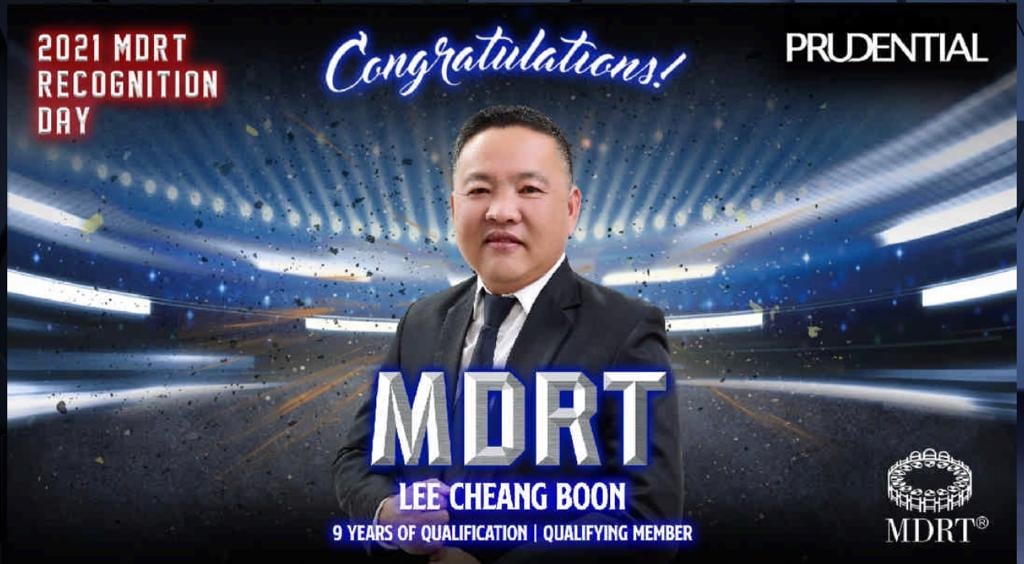 2021 MDRT
RECOGNITION
DAY
Congratulations!
PRUDENTIAL
MDRT
LEE CHEANG BOON
9 YEARS OF QUALIFICATION | QUALIFYING MEMBER
MDRT®